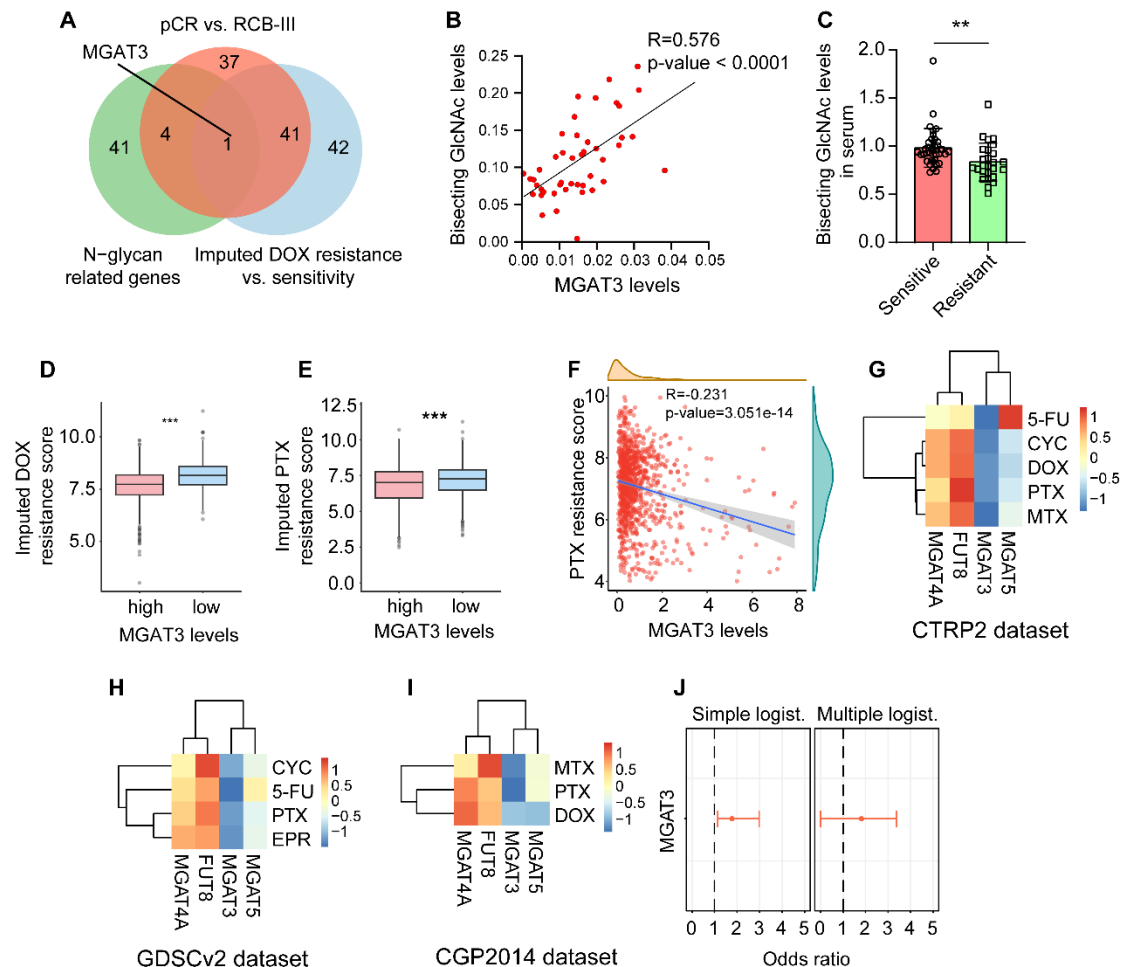 A
pCR vs. RCB-III
MGAT3
37
41
4
1
41
42
N−glycan
related genes
Imputed DOX resistance
vs. sensitivity
B
R=0.576
p-value < 0.0001
Bisecting GlcNAc levels
0.25
0.20
0.15
0.10
0.05
0.00
0.00 0.01 0.02 0.03 0.04 0.05
MGAT3 levels
C
**
Bisecting GlcNAc levels
in serum
2.0
1.5
1.0
0.5
0.0
Sensitive
Resistant
D
***
Imputed DOX
resistance score
10.0
7.5
5.0
high low
MGAT3 levels
E
***
Imputed PTX
resistance score
12.5
10.0
7.5
5.0
2.5
0.0
high low
MGAT3 levels
F
R=-0.231
p-value=3.051e-14
PTX resistance score
10
8
6
4
0 2 4 6 8
MGAT3 levels
G
5-FU
CYC
DOX
PTX
MTX
1
0.5
0
−0.5
−1
MGAT4A
FUT8
MGAT3
MGAT5
CTRP2 dataset
H
CYC
5-FU
PTX
EPR
1
0.5
0
−0.5
−1
MGAT4A
FUT8
MGAT3
MGAT5
GDSCv2 dataset
I
MTX
PTX
DOX
1
0.5
0
−0.5
−1
MGAT4A
FUT8
MGAT3
MGAT5
CGP2014 dataset
J
Simple logist. Multiple logist.
MGAT3
0 1 2 3 4 5 0 1 2 3 4 5
Odds ratio